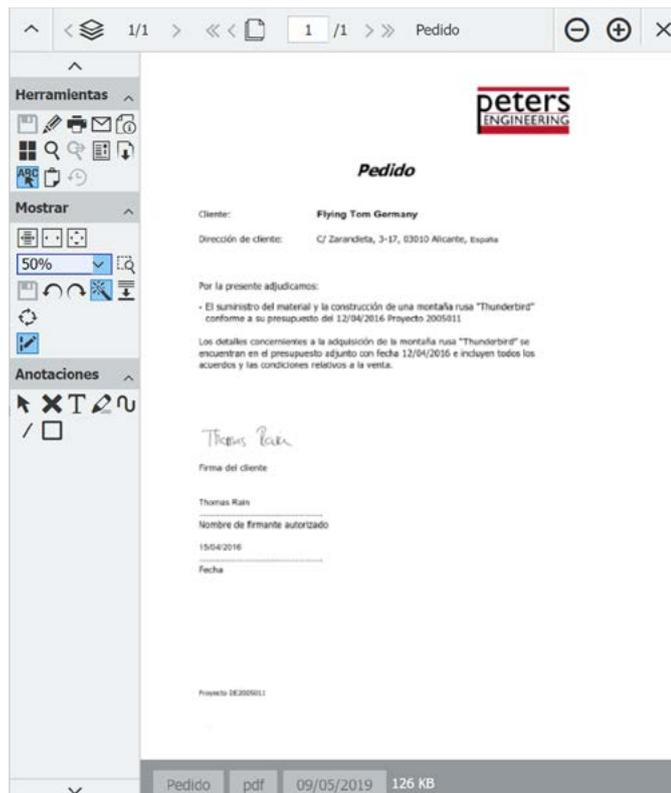 1/1
1 /1
Pedido
Herramientas
ABC
Mostrar
50%
Anotaciones
T
peters
ENGINEERING
Pedido
Cliente: Flying Tom Germany
Dirección de cliente: C/ Zarandieta, 3-17, 03010 Alicante, España
Por la presente adjudicamos:
- El suministro del material y la construcción de una montaña rusa "Thunderbird"
conforme a su presupuesto del 12/04/2016 Proyecto 2005011
Los detalles concernientes a la adquisición de la montaña rusa "Thunderbird" se
encuentran en el presupuesto adjunto con fecha 12/04/2016 e incluyen todos los
acuerdos y las condiciones relativos a la venta.
Thomas Rain
Firma del cliente
Thomas Rain
Nombre de firmante autorizado
15/04/2016
Fecha
Proyecto DE2005011
Pedido pdf 09/05/2019 126 KB